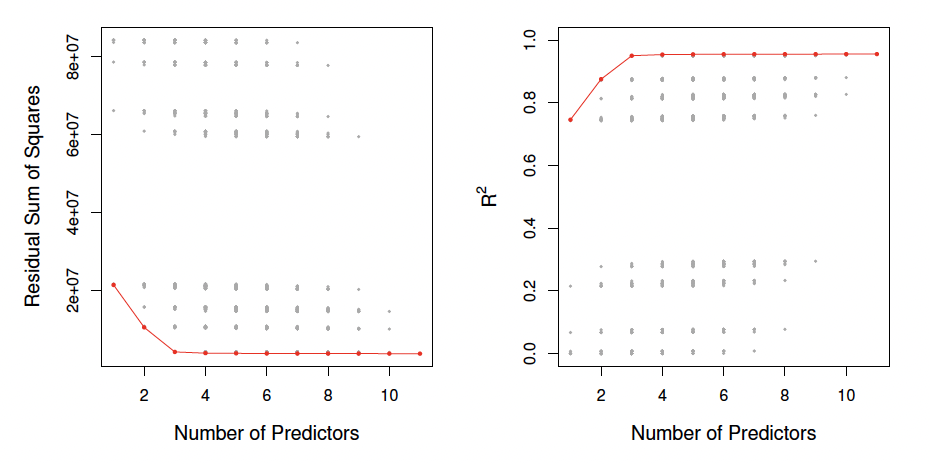 Residual Sum of Squares
8e+07
6e+07
4e+07
2e+07
2 4 6 8 10
Number of Predictors
R²
1.0
0.8
0.6
0.4
0.2
0.0
2 4 6 8 10
Number of Predictors